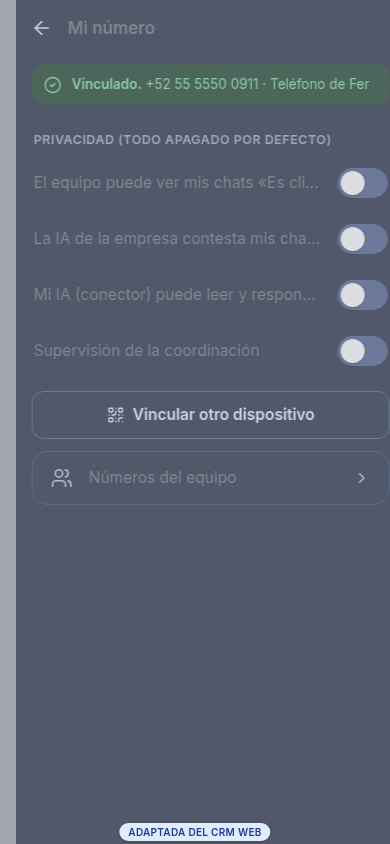 Mi número
Vinculado. +52 55 5550 0911 · Teléfono de Fer
PRIVACIDAD (TODO APAGADO POR DEFECTO)
El equipo puede ver mis chats «Es cli...
La IA de la empresa contesta mis cha...
Mi IA (conector) puede leer y respon...
Supervisión de la coordinación
Vincular otro dispositivo
Números del equipo
ADAPTADA DEL CRM WEB